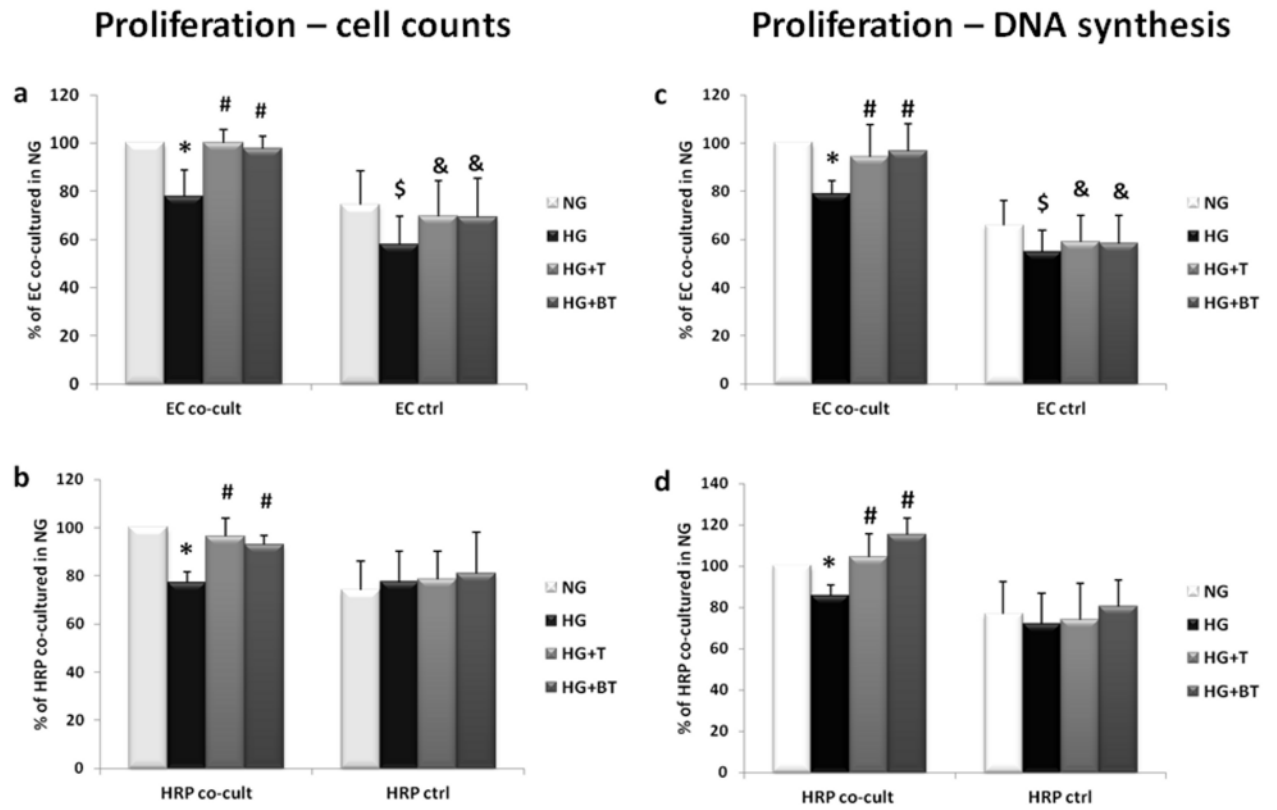 Proliferation – cell counts
Proliferation – DNA synthesis
a
% of EC co-cultured in NG
120
100
80
60
40
20
0
*
#
#
$
&
&
EC co-cult
EC ctrl
NG
HG
HG+T
HG+BT
c
% of EC co-cultured in NG
120
100
80
60
40
20
0
*
#
#
$
&
&
EC co-cult
EC ctrl
NG
HG
HG+T
HG+BT
b
% of HRP co-cultured in NG
120
100
80
60
40
20
0
*
#
#
HRP co-cult
HRP ctrl
NG
HG
HG+T
HG+BT
d
% of HRP co-cultured in NG
140
120
100
80
60
40
20
0
*
#
#
HRP co-cult
HRP ctrl
NG
HG
HG+T
HG+BT